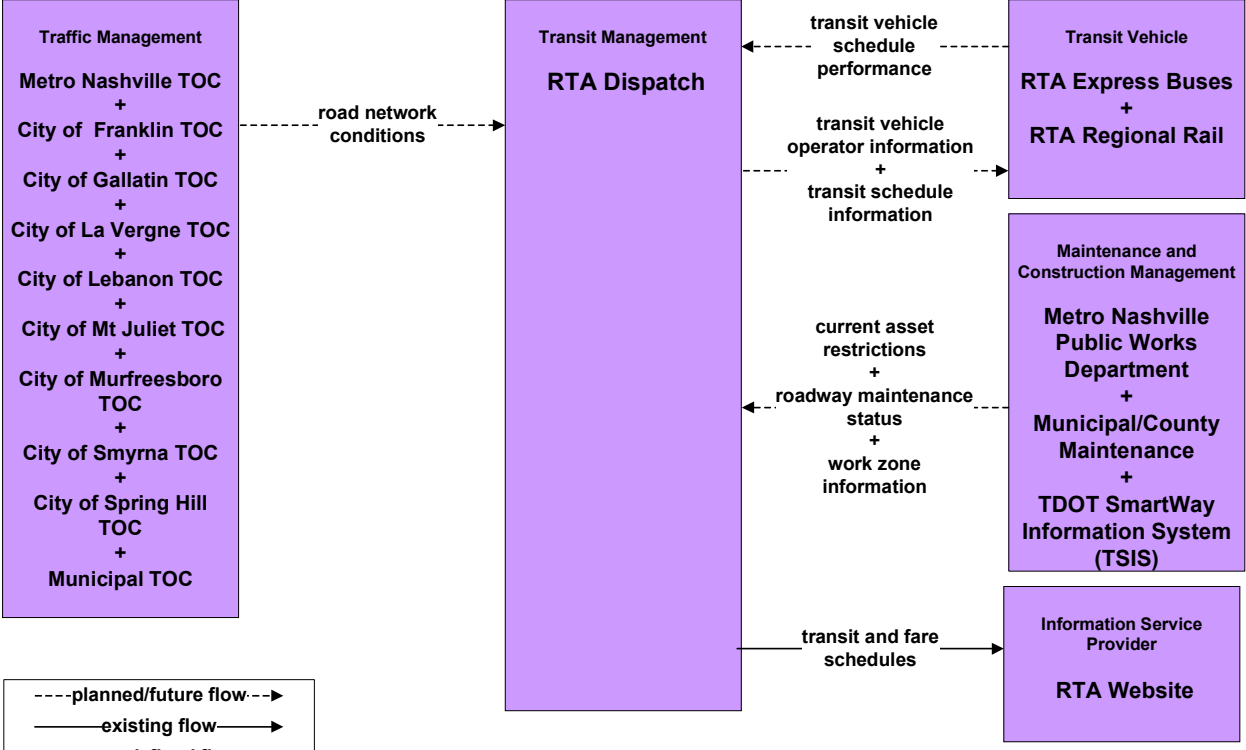 Traffic Management
Metro Nashville TOC
+
City of Franklin TOC
+
City of Gallatin TOC
+
City of La Vergne TOC
+
City of Lebanon TOC
+
City of Mt Juliet TOC
+
City of Murfreesboro
TOC
+
City of Smyrna TOC
+
City of Spring Hill
TOC
+
Municipal TOC
road network
conditions
Transit Management
RTA Dispatch
transit vehicle
schedule
performance
transit vehicle
operator information
+
transit schedule
information
current asset
restrictions
+
roadway maintenance
status
+
work zone
information
transit and fare
schedules
Transit Vehicle
RTA Express Buses
+
RTA Regional Rail
Maintenance and
Construction Management
Metro Nashville
Public Works
Department
+
Municipal/County
Maintenance
+
TDOT SmartWay
Information System
(TSIS)
Information Service
Provider
RTA Website
planned/future flow
existing flow